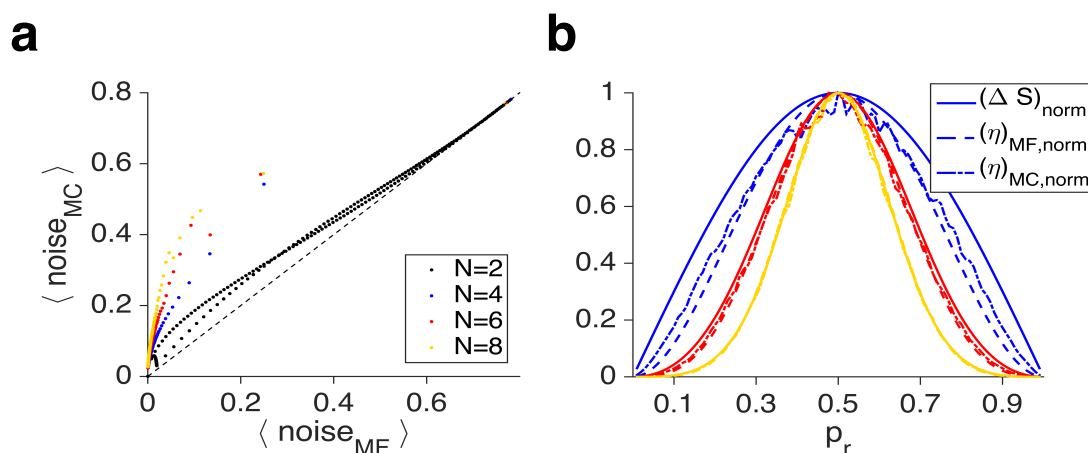 a
b
⟨ noise_MC ⟩
0.8
0.6
0.4
0.2
0
0
0.2
0.4
0.6
⟨ noise_MF ⟩
N=2
N=4
N=6
N=8
1
0.8
0.6
0.4
0.2
0
0.1
0.3
0.5
0.7
0.9
p_r
(Δ S)_norm
(η)_MF,norm
(η)_MC,norm